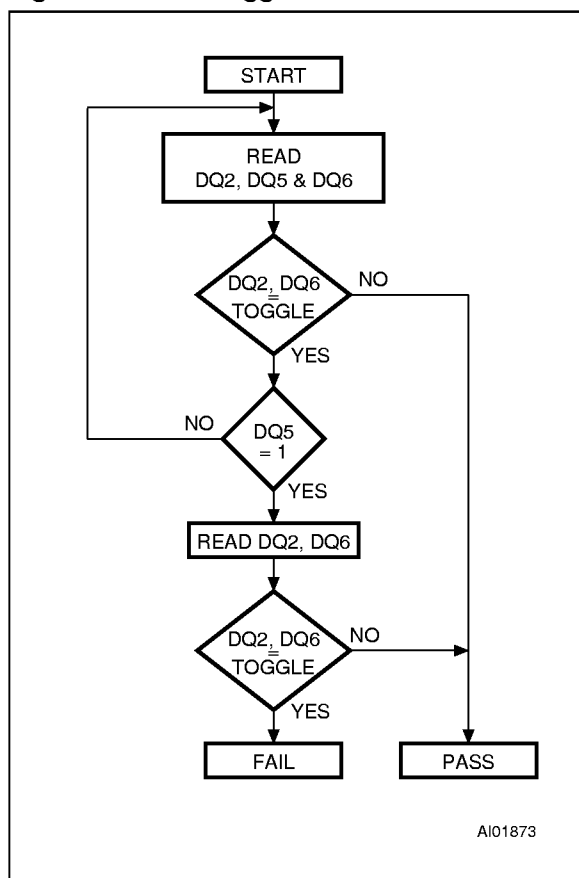 START
READ
DQ2, DQ5 & DQ6
DQ2, DQ6
=
TOGGLE
NO
YES
NO
DQ5
= 1
YES
READ DQ2, DQ6
DQ2, DQ6
=
TOGGLE
NO
YES
FAIL
PASS
AI01873